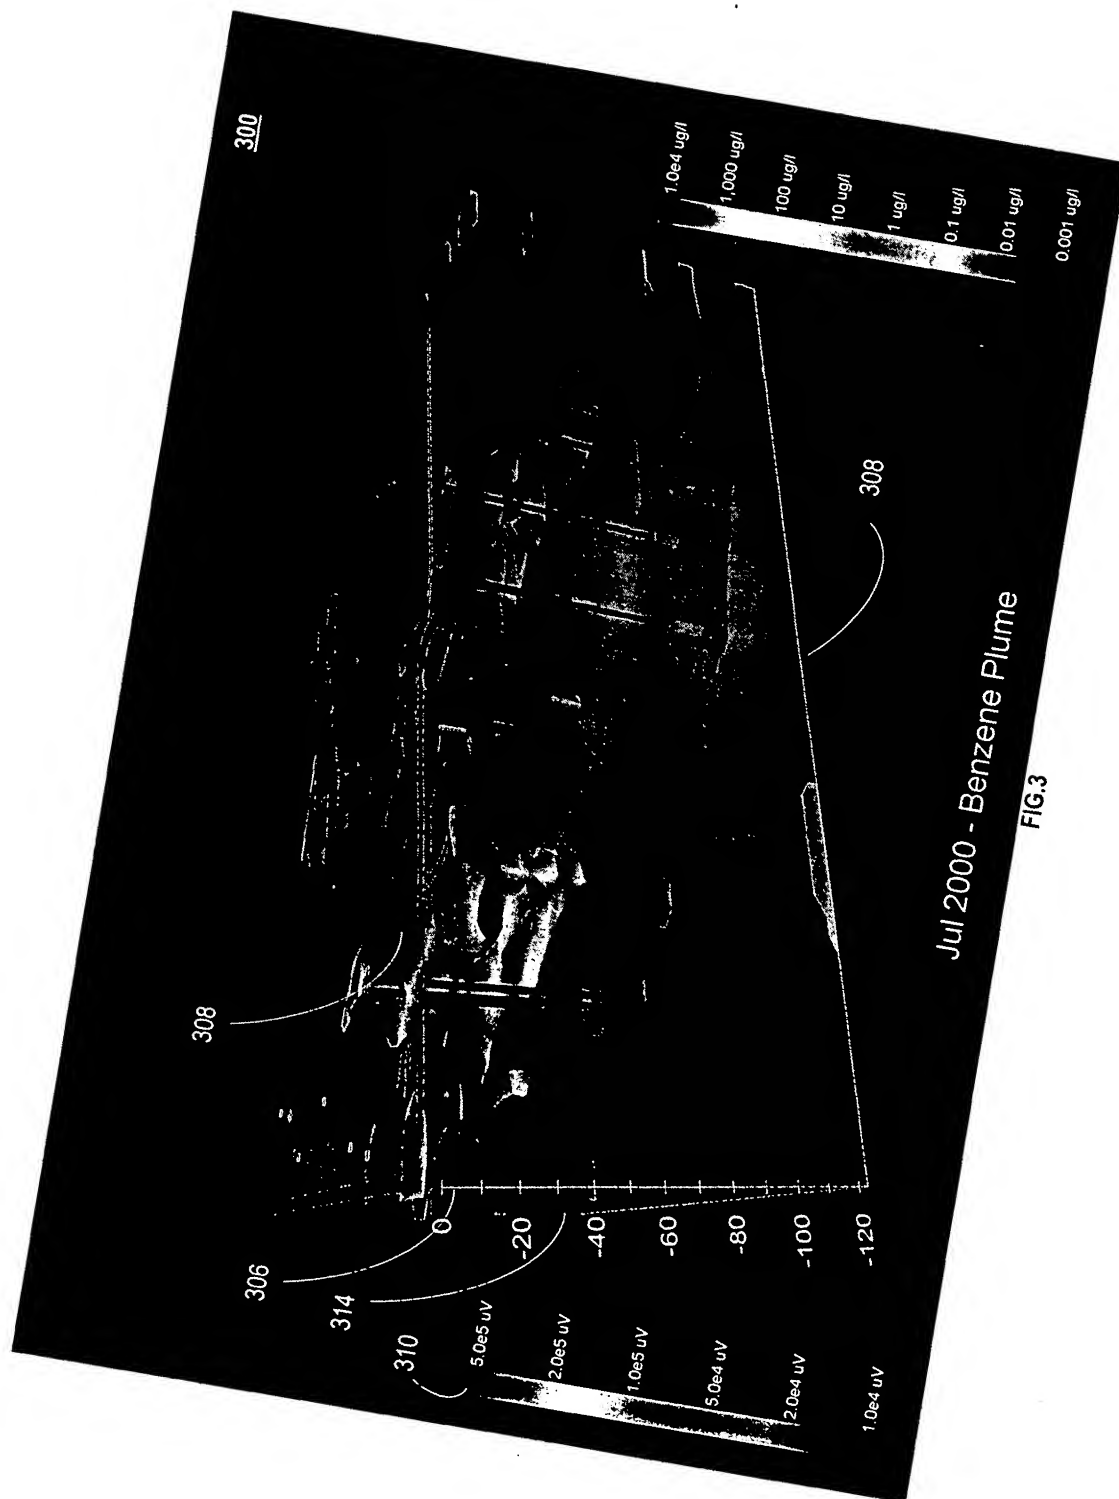 300
308
306
314
310
5.0e5 uV
2.0e5 uV
1.0e5 uV
5.0e4 uV
2.0e4 uV
1.0e4 uV
0
-20
-40
-60
-80
-100
-120
1.0e4 ug/l
1,000 ug/l
100 ug/l
10 ug/l
1 ug/l
0.1 ug/l
0.01 ug/l
0.001 ug/l
308
Jul 2000 - Benzene Plume
FIG.3